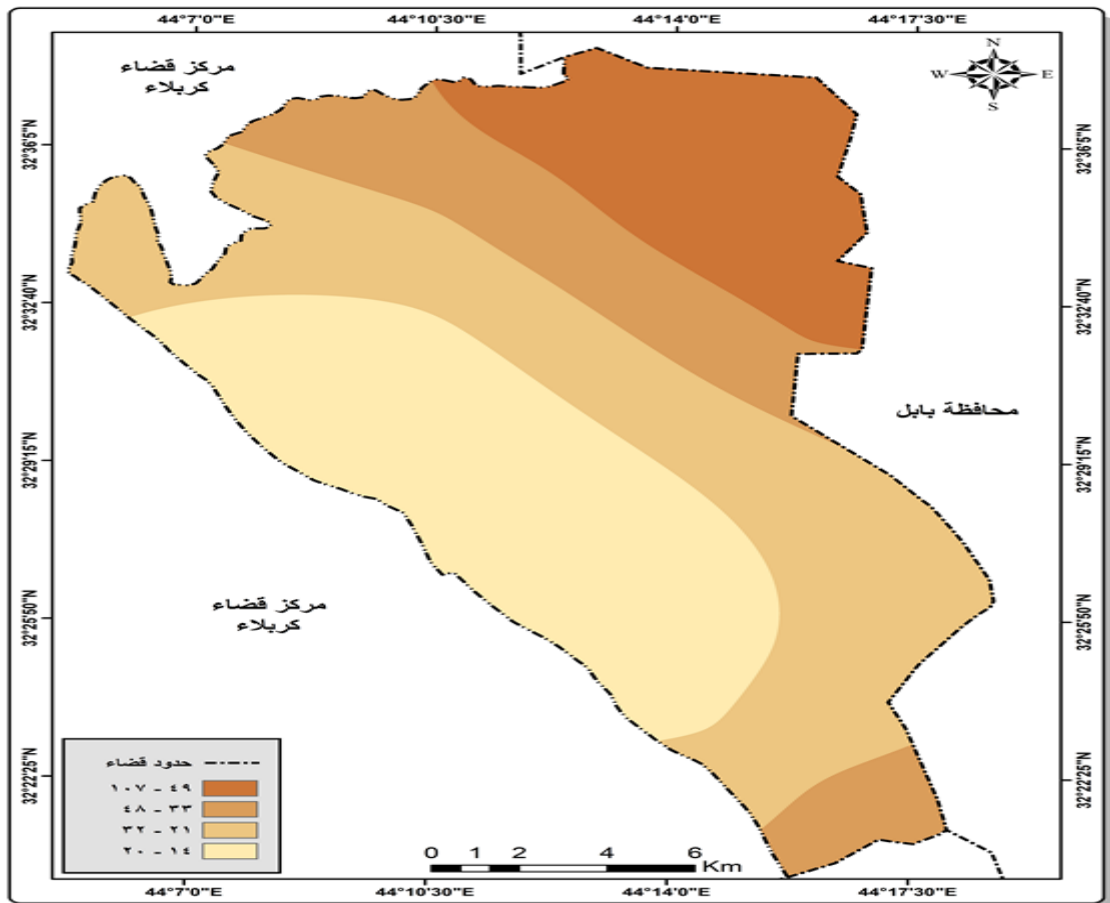 44°7'0"E 44°10'30"E 44°14'0"E 44°17'30"E
N
W E
S
مركز قضاء
كربلاء
32°36'5"N 32°36'5"N
32°32'40"N 32°32'40"N
محافظة بابل
32°29'15"N 32°29'15"N
مركز قضاء
كربلاء
32°25'50"N 32°25'50"N
32°22'25"N 32°22'25"N
حدود قضاء
٤٩ - ١٠٧
٣٣ - ٤٨
٢١ - ٣٢
١٤ - ٢٠
0 1 2 4 6
Km
44°7'0"E 44°10'30"E 44°14'0"E 44°17'30"E